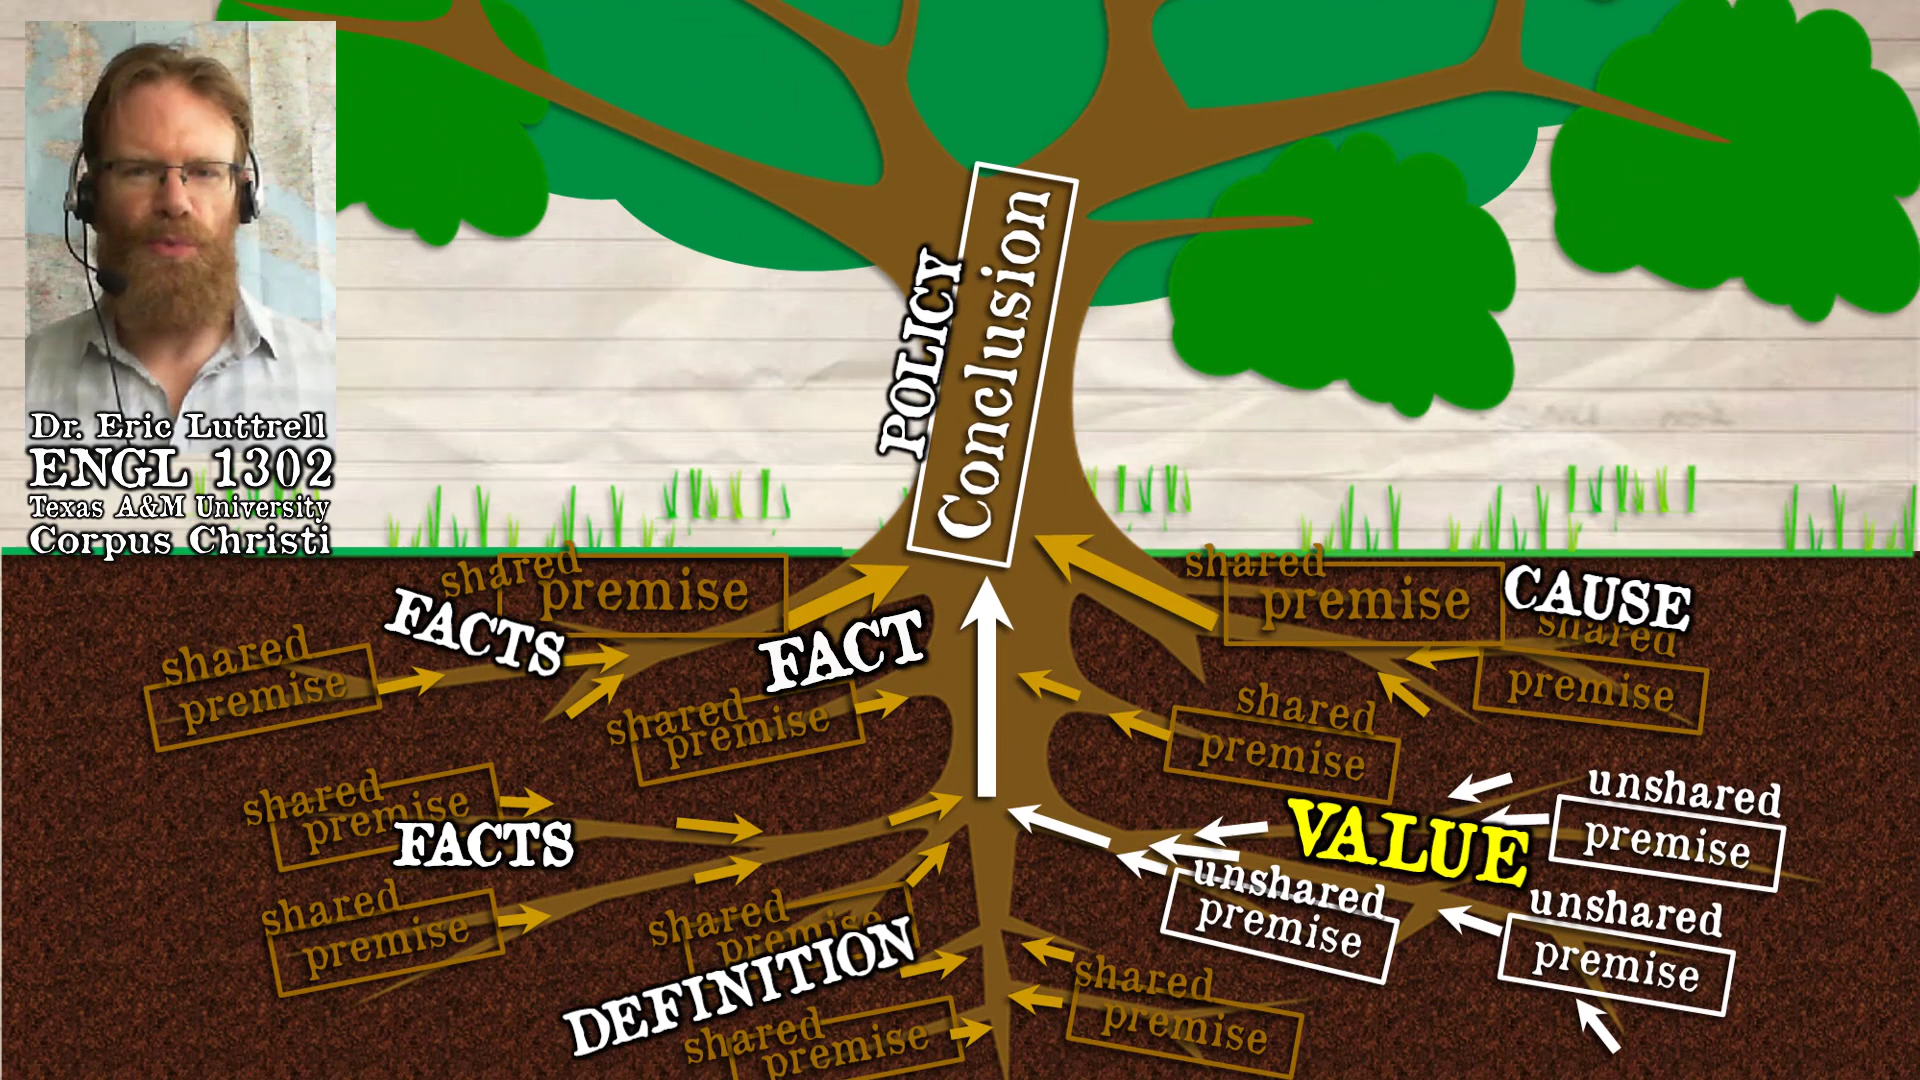 Dr. Eric Luttrell
ENGL 1302
Texas A&M University
Corpus Christi
POLICY
Conclusion
shared
premise
FACTS
shared
premise
FACT
shared
premise
shared
premise
CAUSE
shared
premise
shared
premise
shared
premise
FACTS
shared
premise
shared
premise
DEFINITION
shared
premise
shared
premise
VALUE
unshared
premise
unshared
premise
unshared
premise